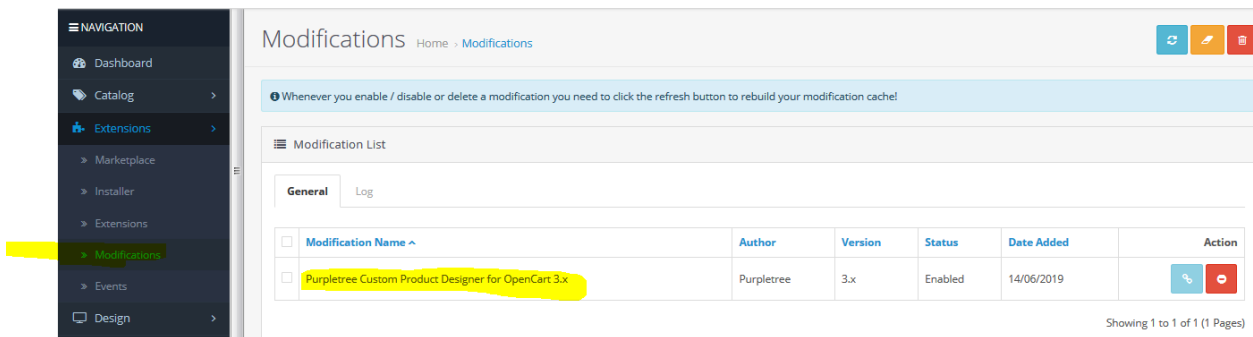 NAVIGATION
Dashboard
Catalog
Extensions
Marketplace
Installer
Extensions
Modifications
Events
Design
Modifications Home › Modifications
Whenever you enable / disable or delete a modification you need to click the refresh button to rebuild your modification cache!
Modification List
General Log
Modification Name Author Version Status Date Added Action
Purpletree Custom Product Designer for OpenCart 3.x Purpletree 3.x Enabled 14/06/2019
Showing 1 to 1 of 1 (1 Pages)